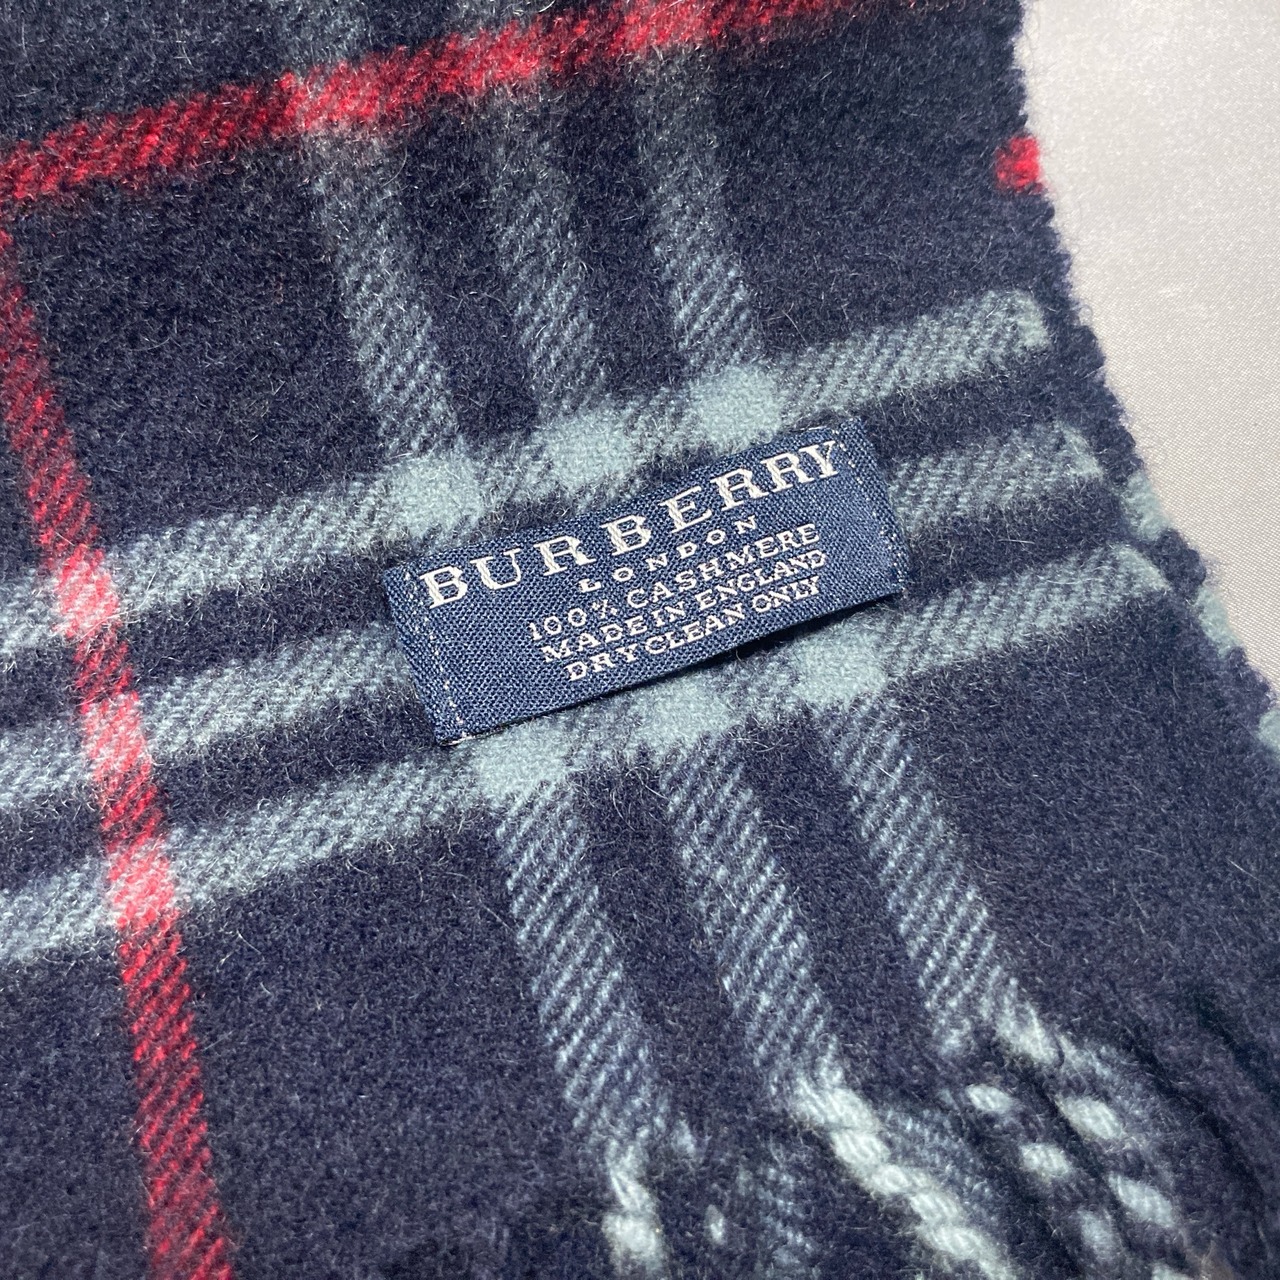 BURBERRY
LONDON
100% CASHMERE
MADE IN ENGLAND
DRYCLEAN ONLY